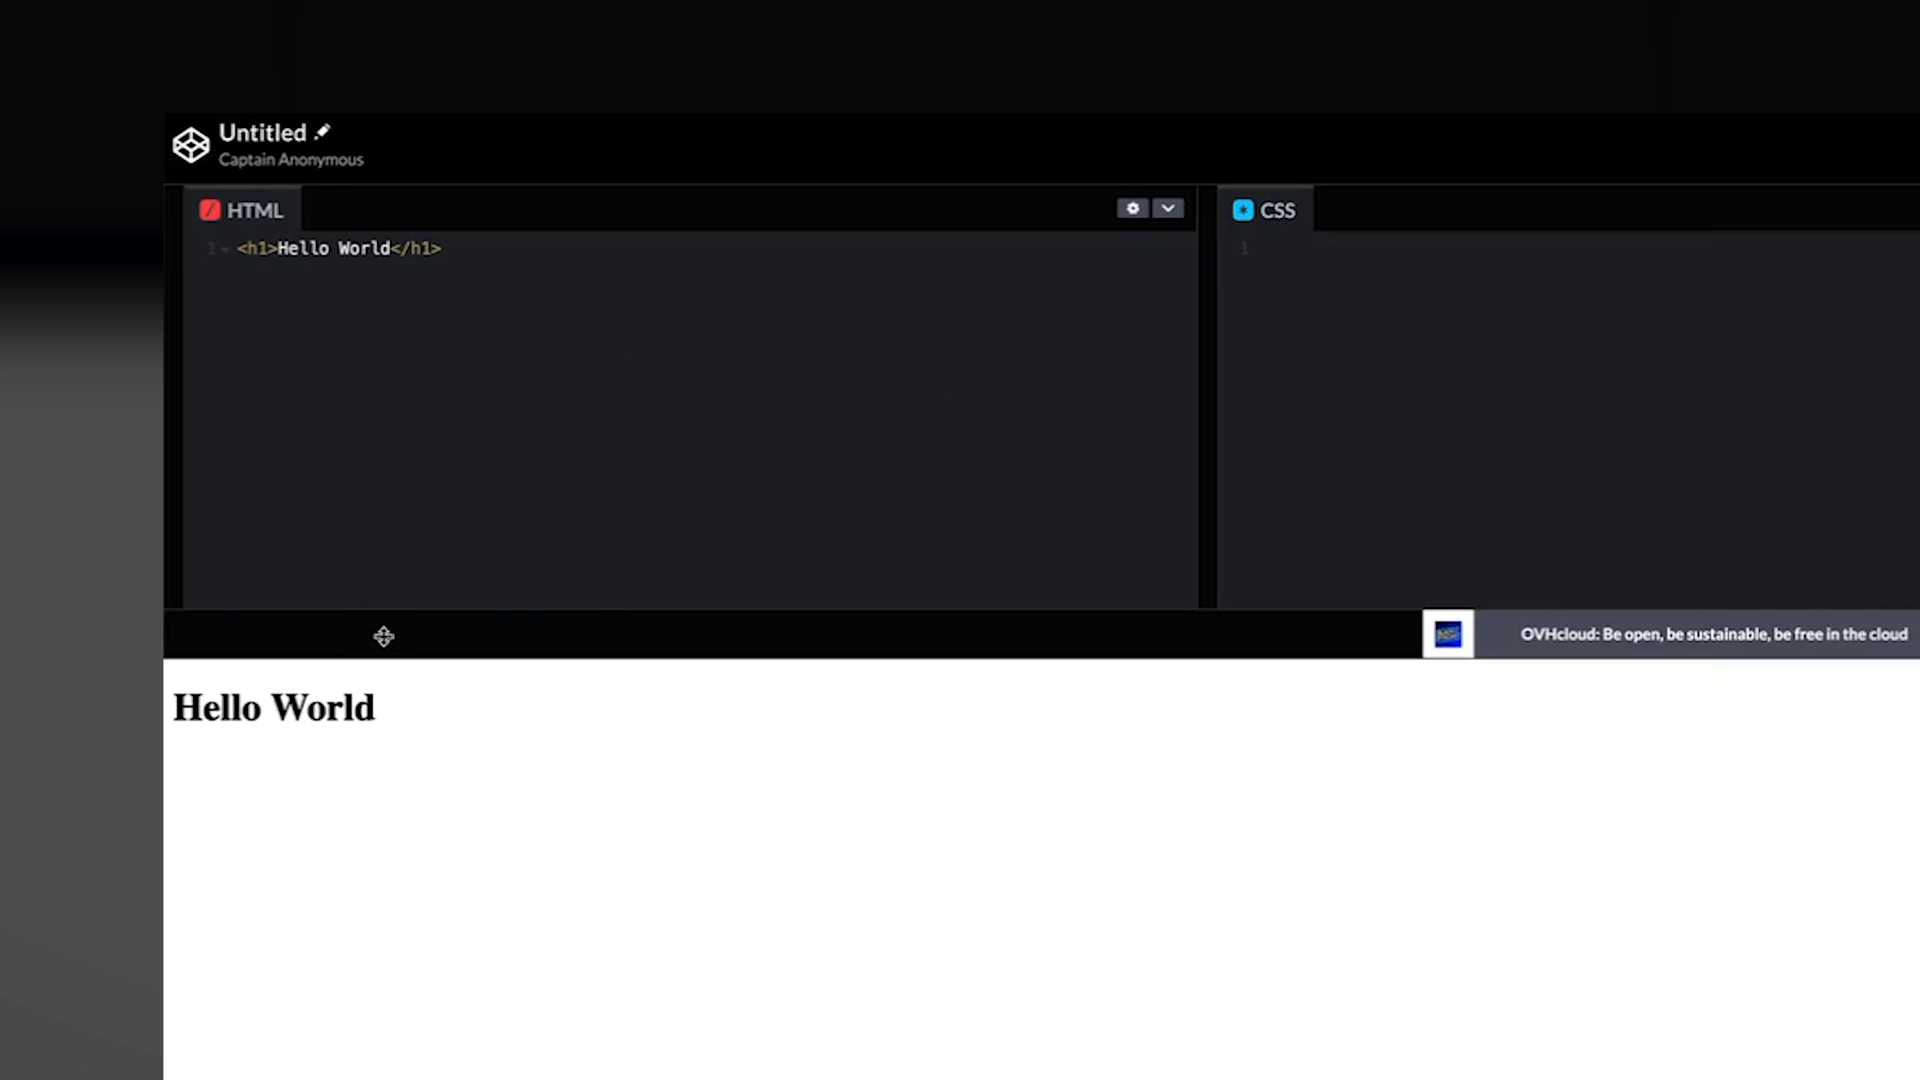 Untitled
Captain Anonymous
HTML
CSS
1 <h1>Hello World</h1>
1
OVHcloud: Be open, be sustainable, be free in the cloud
Hello World